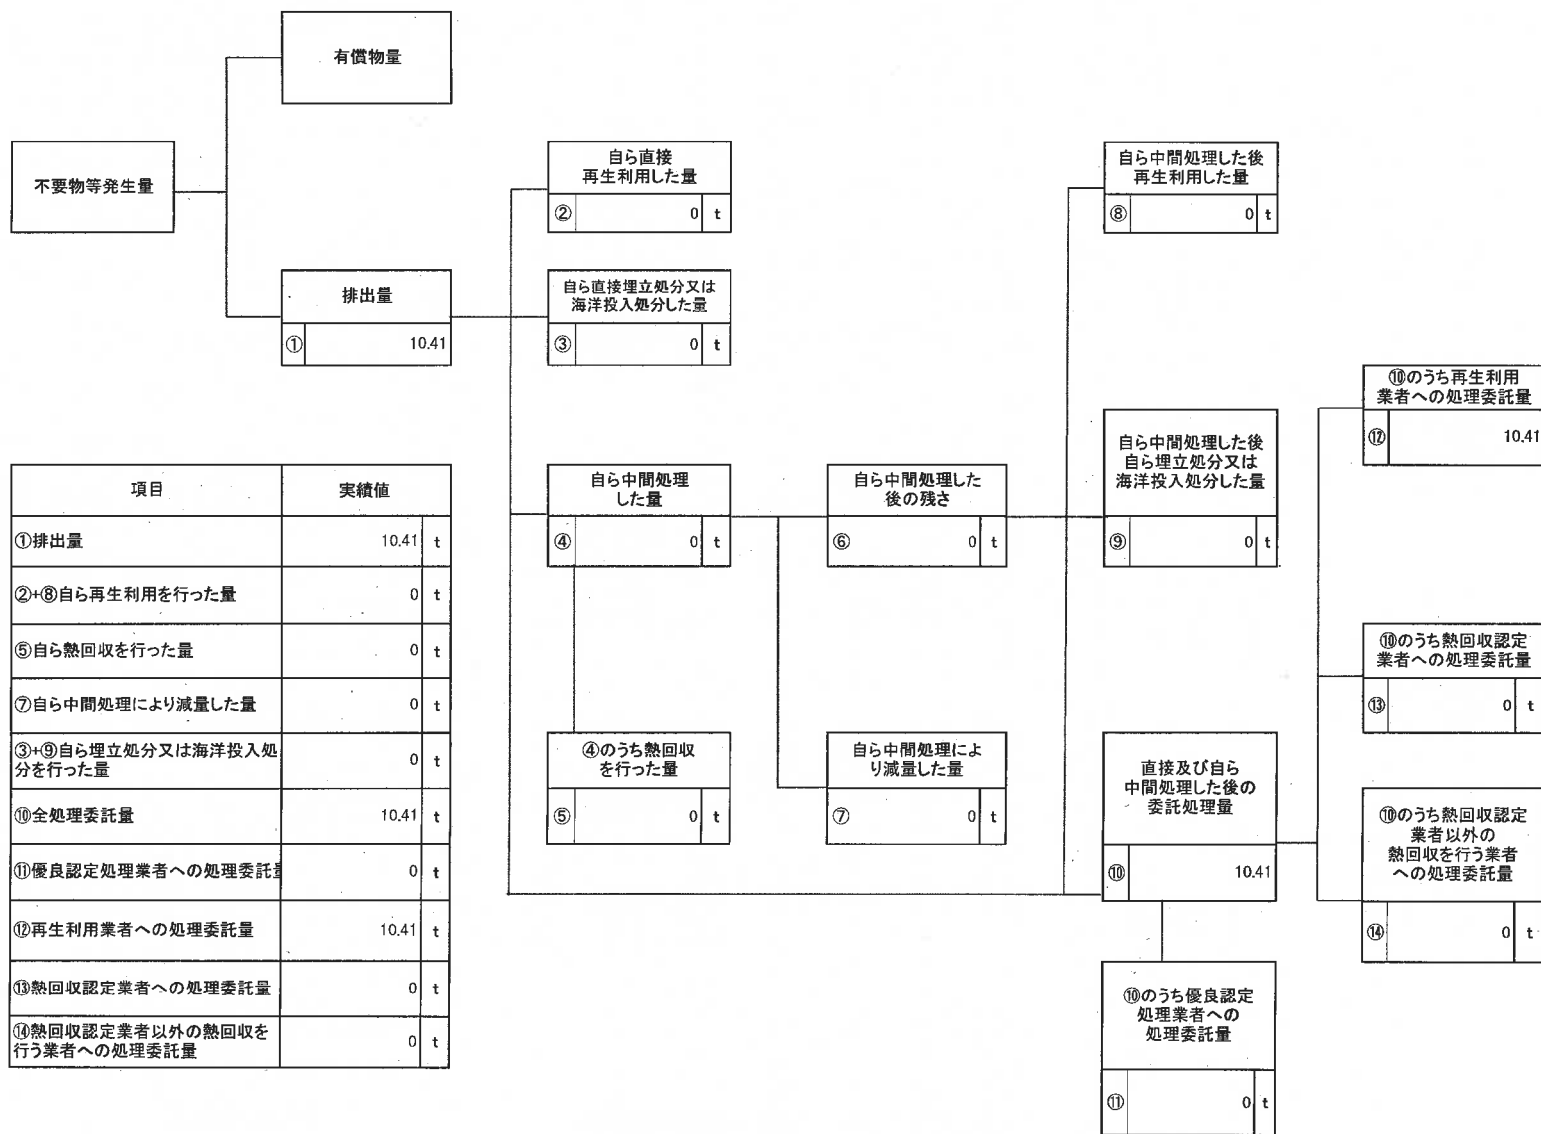 有償物量
不要物等発生量
排出量
① 10.41
自ら直接
再生利用した量
② 0 t
自ら直接埋立処分又は
海洋投入処分した量
③ 0 t
自ら中間処理
した量
④ 0 t
④のうち熱回収
を行った量
⑤ 0 t
自ら中間処理した
後の残さ
⑥ 0 t
自ら中間処理によ
り減量した量
⑦ 0 t
自ら中間処理した後
再生利用した量
⑧ 0 t
自ら中間処理した後
自ら埋立処分又は
海洋投入処分した量
⑨ 0 t
直接及び自ら
中間処理した後の
委託処理量
⑩ 10.41
⑩のうち優良認定
処理業者への
処理委託量
⑪ 0 t
⑩のうち再生利用
業者への処理委託量
⑫ 10.41
⑩のうち熱回収認定
業者への処理委託量
⑬ 0 t
⑩のうち熱回収認定
業者以外の
熱回収を行う業者
への処理委託量
⑭ 0 t
項目 実績値
①排出量 10.41 t
②+⑧自ら再生利用を行った量 0 t
⑤自ら熱回収を行った量 0 t
⑦自ら中間処理により減量した量 0 t
③+⑨自ら埋立処分又は海洋投入処
分を行った量 0 t
⑩全処理委託量 10.41 t
⑪優良認定処理業者への処理委託量 0 t
⑫再生利用業者への処理委託量 10.41 t
⑬熱回収認定業者への処理委託量 0 t
⑭熱回収認定業者以外の熱回収を
行う業者への処理委託量 0 t